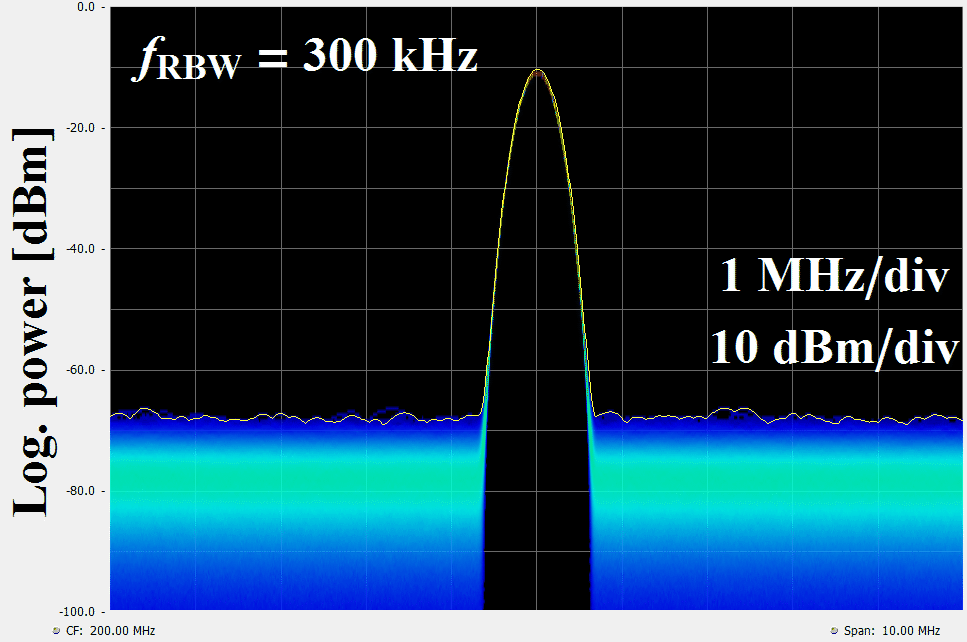 0.0
f_RBW = 300 kHz
-20.0
Log. power [dBm]
-40.0
1 MHz/div
10 dBm/div
-60.0
-80.0
-100.0
CF: 200.00 MHz
Span: 10.00 MHz